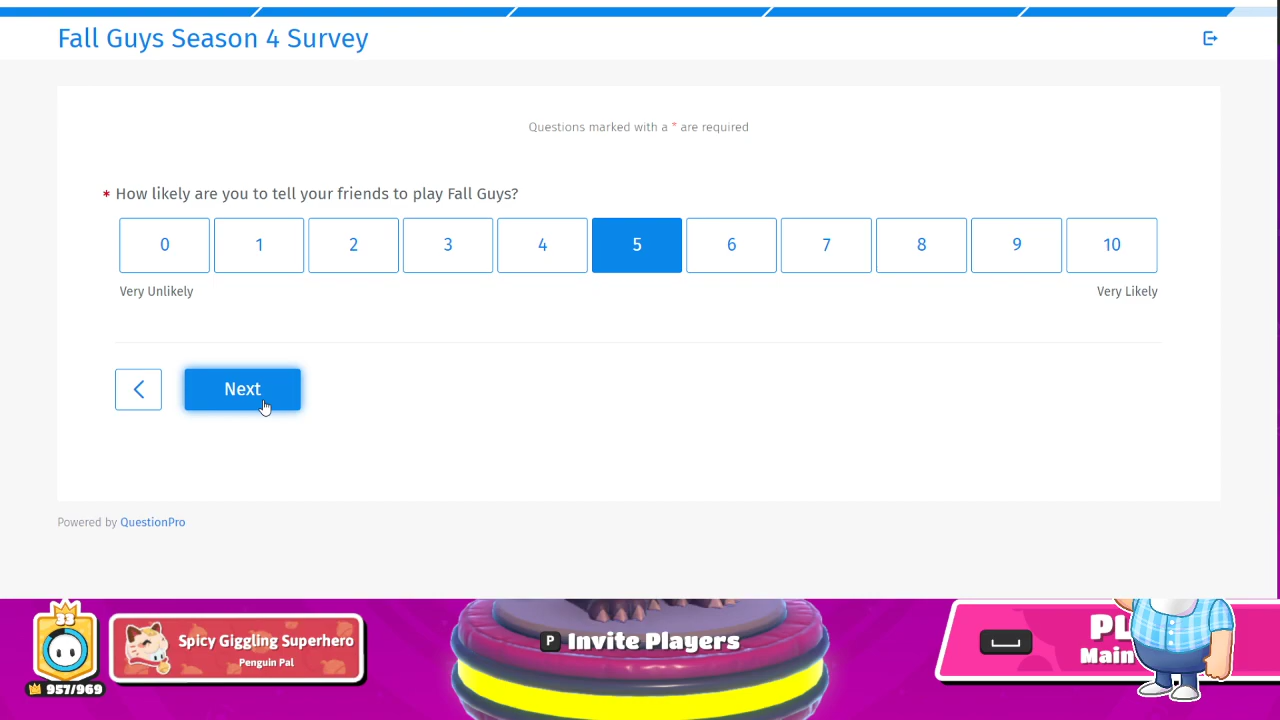 Fall Guys Season 4 Survey
Questions marked with a * are required
* How likely are you to tell your friends to play Fall Guys?
0 1 2 3 4 5 6 7 8 9 10
Very Unlikely Very Likely
Next
Powered by QuestionPro
33
957/969
Spicy Giggling Superhero
Penguin Pal
P Invite Players
Main